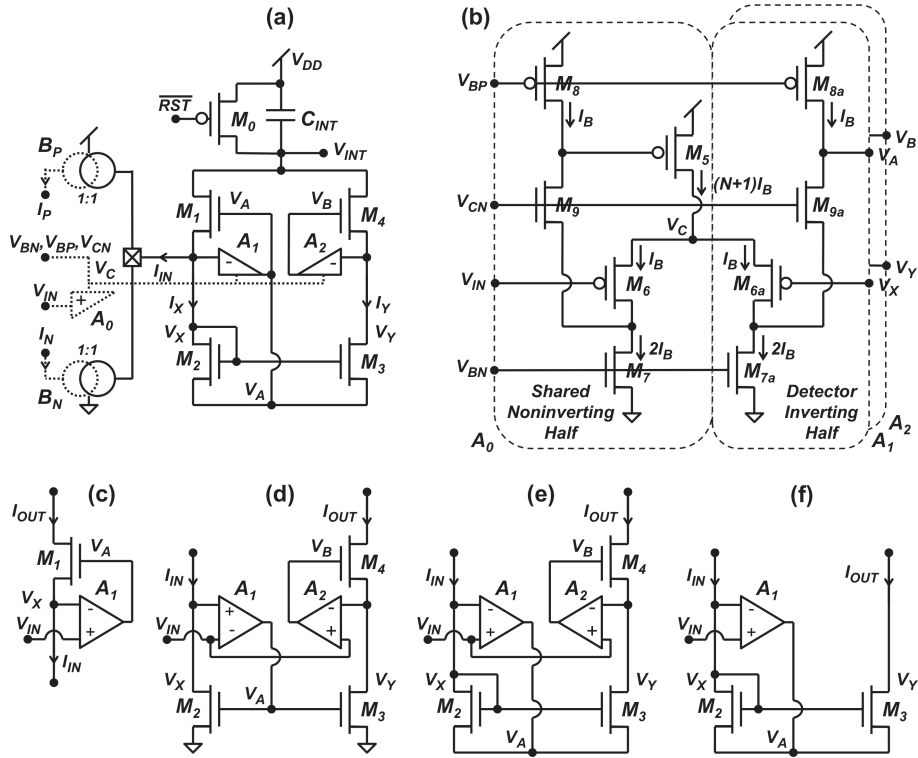 (a)
V_DD
RST
M_0
C_INT
V_INT
B_P
1:1
I_P
M_1
V_A
V_B
M_4
V_BN, V_BP, V_CN
V_C
A_1
A_2
I_IN
V_IN
+
A_0
-
-
I_X
I_Y
I_N
1:1
B_N
V_X
V_Y
M_2
M_3
V_A
(b)
V_BP
M_8
M_8a
I_B
I_B
V_B
V_A
M_5
(N+1)I_B
V_CN
M_9
M_9a
V_C
V_IN
I_B
I_B
M_6
M_6a
V_Y
V_X
2I_B
2I_B
V_BN
M_7
M_7a
Shared
Noninverting
Half
Detector
Inverting
Half
A_0
A_1
A_2
(c)
I_OUT
M_1
V_A
V_X
A_1
-
+
V_IN
I_IN
(d)
I_OUT
V_B
M_4
I_IN
A_1
A_2
+
-
-
+
V_IN
V_X
V_Y
M_2
V_A
M_3
(e)
I_OUT
V_B
M_4
I_IN
A_1
A_2
-
+
-
+
V_IN
V_X
V_Y
M_2
M_3
V_A
(f)
I_IN
A_1
I_OUT
-
+
V_IN
V_X
V_Y
M_2
M_3
V_A